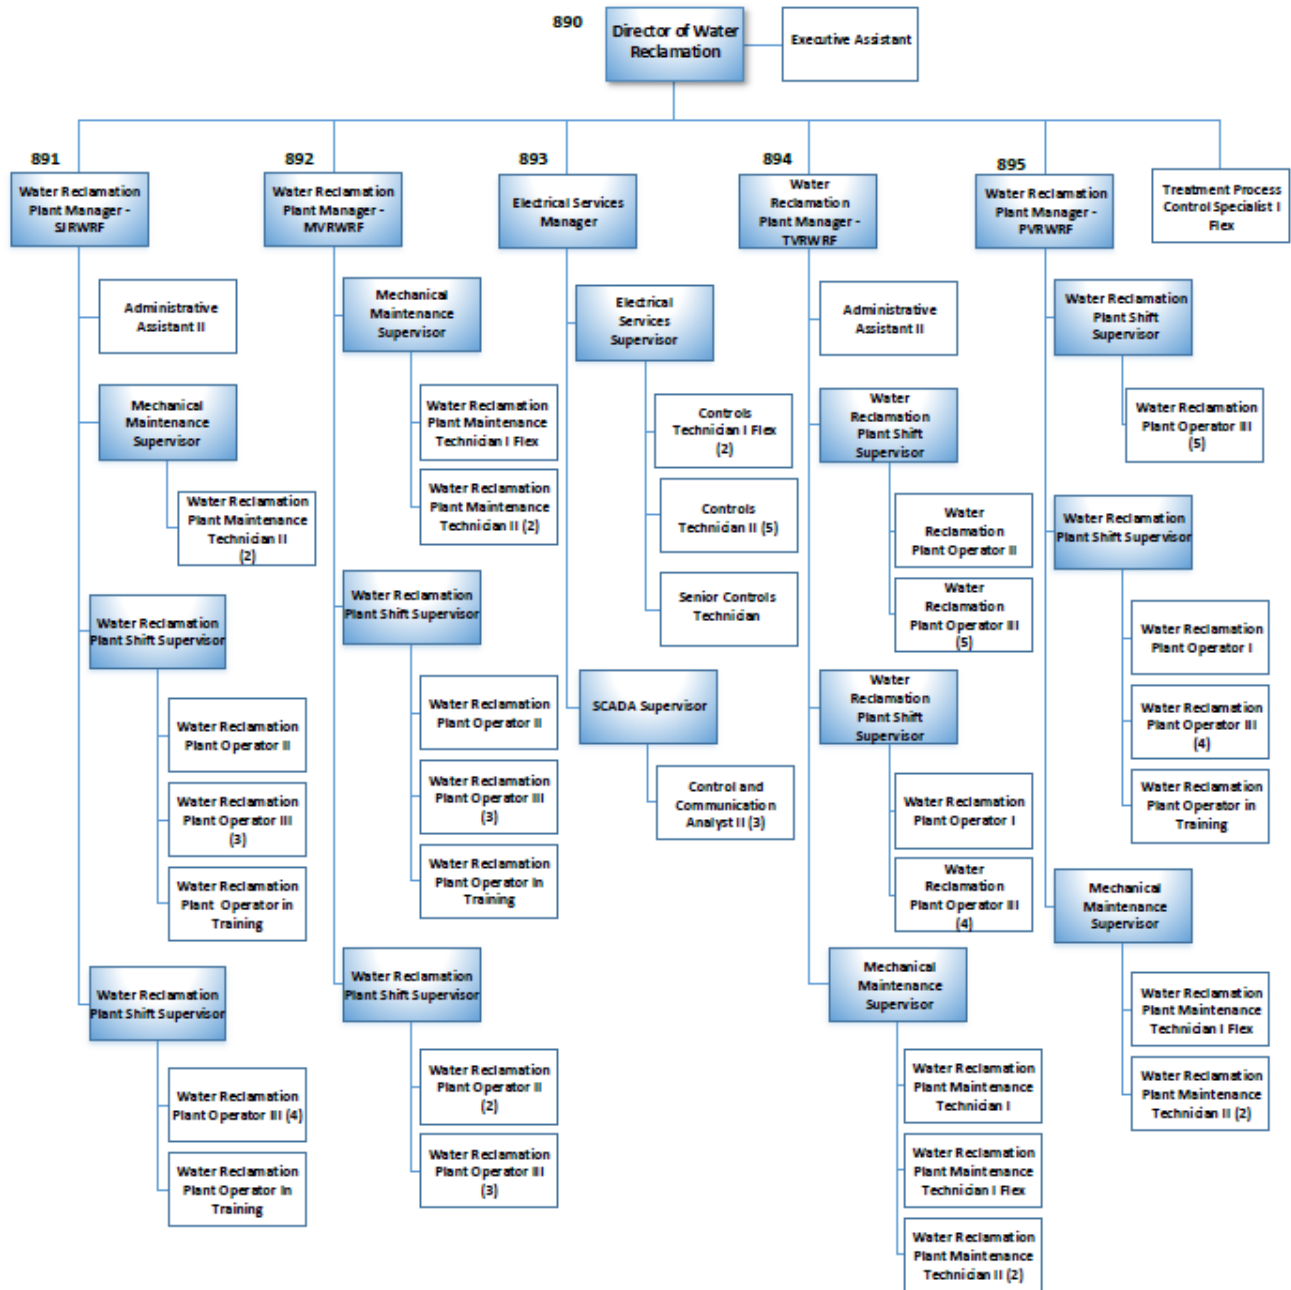 890
Director of Water
Reclamation
Executive Assistant
891
Water Reclamation
Plant Manager -
SJRWRF
892
Water Reclamation
Plant Manager -
MVRWRF
893
Electrical Services
Manager
894
Water
Reclamation
Plant Manager -
TVRWRF
895
Water Reclamation
Plant Manager -
PVRWRF
Treatment Process
Control Specialist I
Flex
Administrative
Assistant II
Mechanical
Maintenance
Supervisor
Water Reclamation
Plant Maintenance
Technician II
(2)
Water Reclamation
Plant Shift Supervisor
Water Reclamation
Plant Operator II
Water Reclamation
Plant Operator III
(3)
Water Reclamation
Plant Operator in
Training
Water Reclamation
Plant Shift Supervisor
Water Reclamation
Plant Operator III (4)
Water Reclamation
Plant Operator In
Training
Mechanical
Maintenance
Supervisor
Water Reclamation
Plant Maintenance
Technician I Flex
Water Reclamation
Plant Maintenance
Technician II (2)
Water Reclamation
Plant Shift Supervisor
Water Reclamation
Plant Operator II
Water Reclamation
Plant Operator III
(3)
Water Reclamation
Plant Operator In
Training
Water Reclamation
Plant Shift Supervisor
Water Reclamation
Plant Operator II
(2)
Water Reclamation
Plant Operator III
(3)
Electrical
Services
Supervisor
Controls
Technician I Flex
(2)
Controls
Technician II (5)
Senior Controls
Technician
SCADA Supervisor
Control and
Communication
Analyst II (3)
Administrative
Assistant II
Water
Reclamation
Plant Shift
Supervisor
Water
Reclamation
Plant Operator II
Water
Reclamation
Plant Operator III
(5)
Water
Reclamation
Plant Shift
Supervisor
Water Reclamation
Plant Operator I
Water
Reclamation
Plant Operator III
(4)
Mechanical
Maintenance
Supervisor
Water Reclamation
Plant Maintenance
Technician I
Water Reclamation
Plant Maintenance
Technician I Flex
Water Reclamation
Plant Maintenance
Technician II (2)
Water Reclamation
Plant Shift
Supervisor
Water Reclamation
Plant Operator III
(5)
Water Reclamation
Plant Shift Supervisor
Water Reclamation
Plant Operator I
Water Reclamation
Plant Operator III
(4)
Water Reclamation
Plant Operator in
Training
Mechanical
Maintenance
Supervisor
Water Reclamation
Plant Maintenance
Technician I Flex
Water Reclamation
Plant Maintenance
Technician II (2)